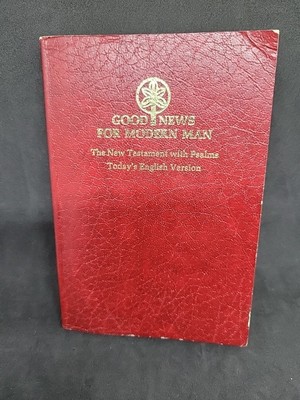 GOOD NEWS
FOR MODERN MAN
The New Testament with Psalms
Today's English Version